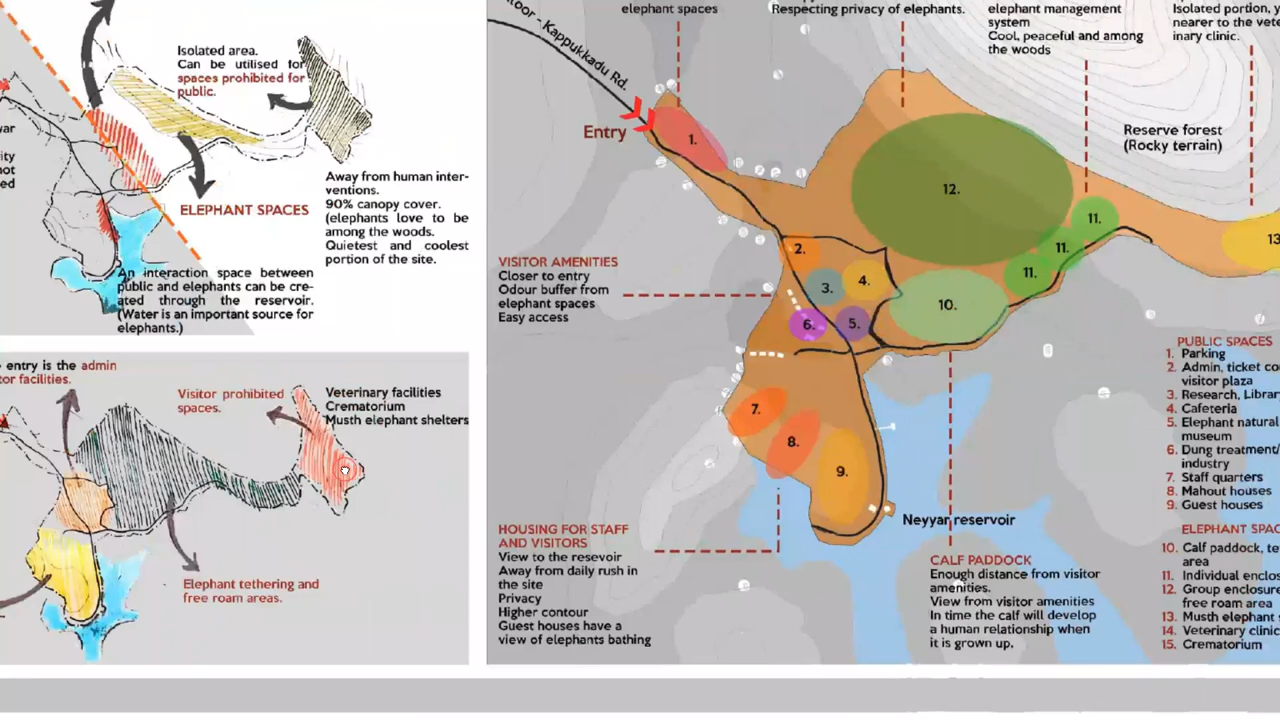 Isolated area.
Can be utilised for
spaces prohibited for
public.
Away from human inter-
ventions.
90% canopy cover.
(elephants love to be
among the woods.
Quietest and coolest
portion of the site.
ELEPHANT SPACES
An interaction space between
public and elephants can be cre-
ated through the reservoir.
(Water is an important source for
elephants.)
entry is the admin
facilities.
Visitor prohibited
spaces.
Veterinary facilities
Crematorium
Musth elephant shelters
Elephant tethering and
free roam areas.
elephant spaces
Respecting privacy of elephants.
elephant management
system
Cool, peaceful and among
the woods
Isolated portion,
nearer to the vete
inary clinic.
Kappukkadu Rd.
Entry
Reserve forest
(Rocky terrain)
1.
2.
3.
4.
5.
6.
7.
8.
9.
10.
11.
11.
11.
12.
13
VISITOR AMENITIES
Closer to entry
Odour buffer from
elephant spaces
Easy access
HOUSING FOR STAFF
AND VISITORS
View to the resevoir
Away from daily rush in
the site
Privacy
Higher contour
Guest houses have a
view of elephants bathing
Neyyar reservoir
CALF PADDOCK
Enough distance from visitor
amenities.
View from visitor amenities
In time the calf will develop
a human relationship when
it is grown up.
PUBLIC SPACES
1. Parking
2. Admin, ticket co
visitor plaza
3. Research, Librar
4. Cafeteria
5. Elephant natural
museum
6. Dung treatment/
industry
7. Staff quarters
8. Mahout houses
9. Guest houses
ELEPHANT SPAC
10. Calf paddock, te
area
11. Individual enclos
12. Group enclosure
free roam area
13. Musth elephant
14. Veterinary clinic
15. Crematorium